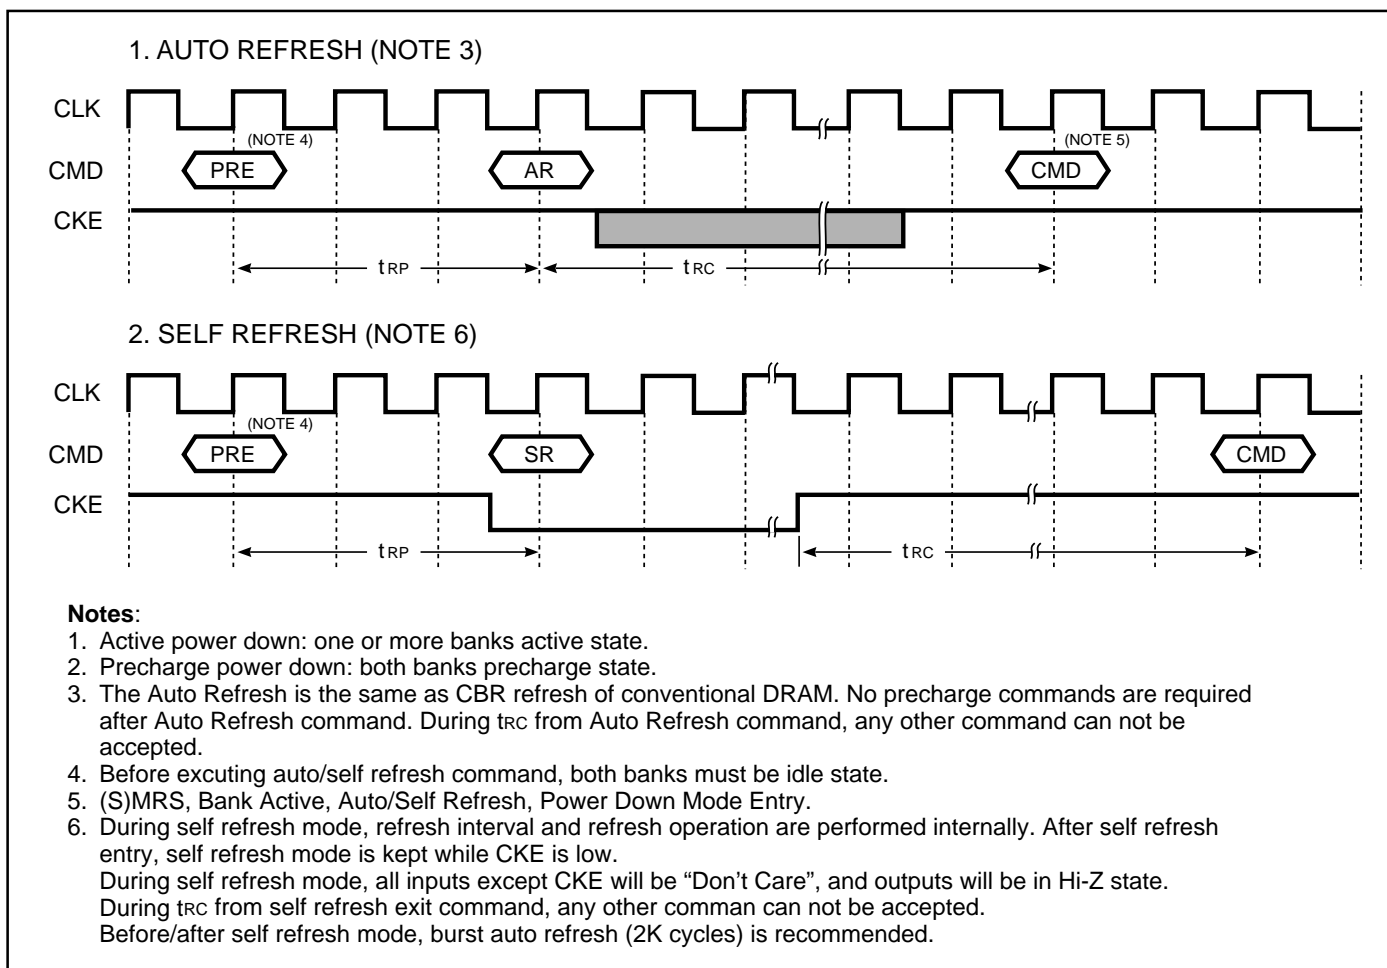 1. AUTO REFRESH (NOTE 3)
CLK
(NOTE 4)
(NOTE 5)
CMD
PRE
AR
CMD
CKE
tRP
tRC
2. SELF REFRESH (NOTE 6)
CLK
(NOTE 4)
CMD
PRE
SR
CMD
CKE
tRP
tRC
Notes:
1. Active power down: one or more banks active state.
2. Precharge power down: both banks precharge state.
3. The Auto Refresh is the same as CBR refresh of conventional DRAM. No precharge commands are required
after Auto Refresh command. During tRC from Auto Refresh command, any other command can not be
accepted.
4. Before excuting auto/self refresh command, both banks must be idle state.
5. (S)MRS, Bank Active, Auto/Self Refresh, Power Down Mode Entry.
6. During self refresh mode, refresh interval and refresh operation are performed internally. After self refresh
entry, self refresh mode is kept while CKE is low.
During self refresh mode, all inputs except CKE will be “Don’t Care”, and outputs will be in Hi-Z state.
During tRC from self refresh exit command, any other comman can not be accepted.
Before/after self refresh mode, burst auto refresh (2K cycles) is recommended.